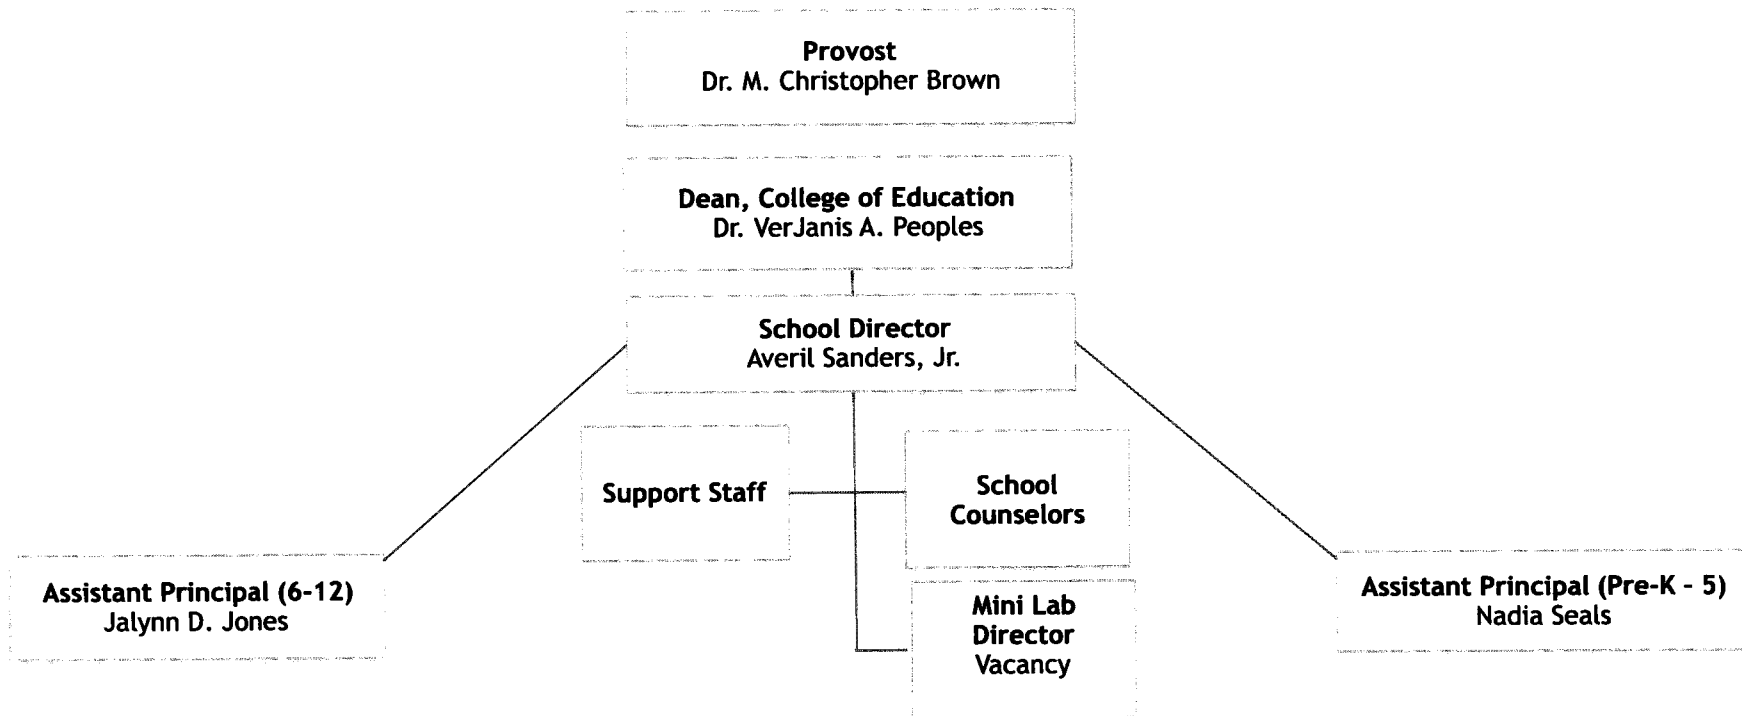 Provost
Dr. M. Christopher Brown
Dean, College of Education
Dr. VerJanis A. Peoples
School Director
Averil Sanders, Jr.
Support Staff
School
Counselors
Assistant Principal (6-12)
Jalynn D. Jones
Mini Lab
Director
Vacancy
Assistant Principal (Pre-K - 5)
Nadia Seals